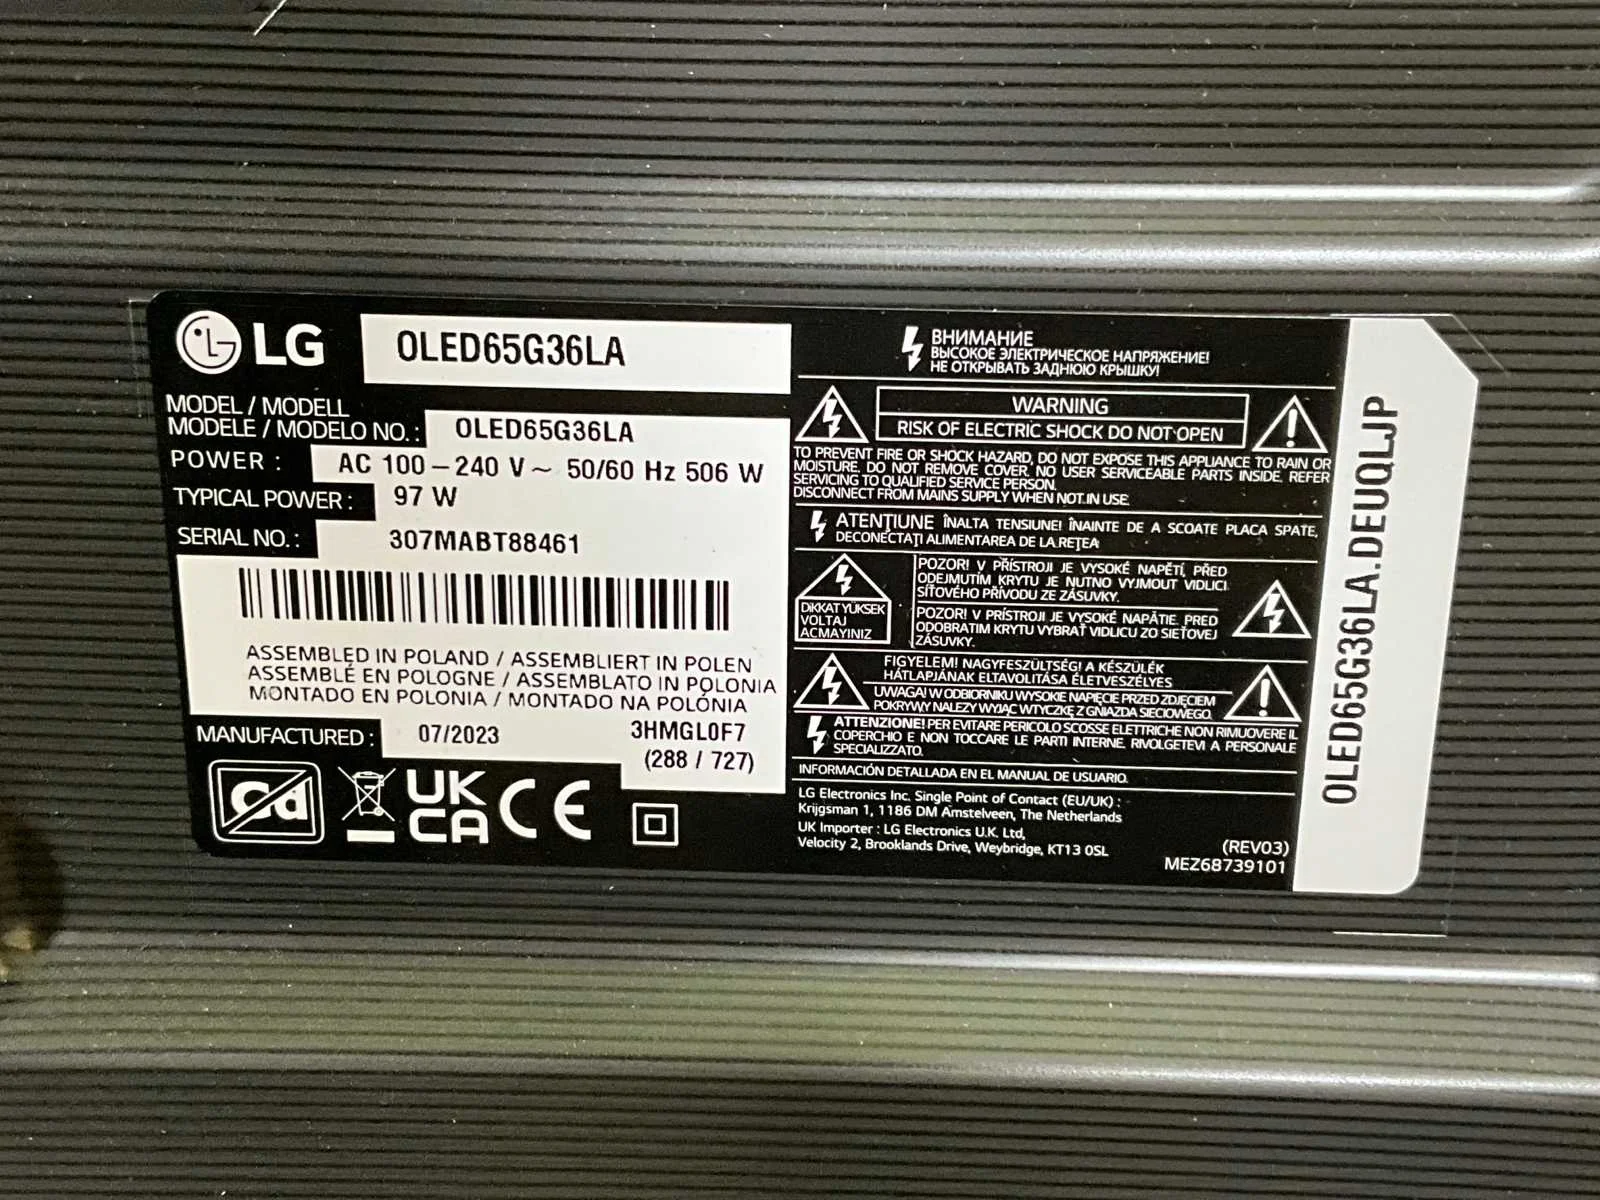 LG
OLED65G36LA
MODEL / MODELL
MODELE / MODELO NO. : OLED65G36LA
POWER : AC 100 – 240 V ~ 50/60 Hz 506 W
TYPICAL POWER : 97 W
SERIAL NO. : 307MABT88461
ASSEMBLED IN POLAND / ASSEMBLIERT IN POLEN
ASSEMBLÉ EN POLOGNE / ASSEMBLATO IN POLONIA
MONTADO EN POLONIA / MONTADO NA POLÓNIA
MANUFACTURED : 07/2023
3HMGL0F7
(288 / 727)
Cd
UK
CA CE
ВНИМАНИЕ
ВЫСОКОЕ ЭЛЕКТРИЧЕСКОЕ НАПРЯЖЕНИЕ!
НЕ ОТКРЫВАТЬ ЗАДНЮЮ КРЫШКУ!
WARNING
RISK OF ELECTRIC SHOCK DO NOT OPEN
TO PREVENT FIRE OR SHOCK HAZARD, DO NOT EXPOSE THIS APPLIANCE TO RAIN OR
MOISTURE. DO NOT REMOVE COVER. NO USER SERVICEABLE PARTS INSIDE. REFER
SERVICING TO QUALIFIED SERVICE PERSON.
DISCONNECT FROM MAINS SUPPLY WHEN NOT IN USE.
ATENȚIUNE ÎNALTA TENSIUNE! ÎNAINTE DE A SCOATE PLACA SPATE,
DECONECTAȚI ALIMENTAREA DE LA REȚEA
DIKKAT YÜKSEK
VOLTAJ
AÇMAYINIZ
POZOR! V PŘÍSTROJI JE VYSOKÉ NAPĚTÍ, PŘED
ODEJMUTÍM KRYTU JE NUTNO VYJMOUT VIDLICI
SÍŤOVÉHO PŘÍVODU ZE ZÁSUVKY.
POZOR! V PRÍSTROJI JE VYSOKÉ NAPÄTIE. PRED
ODOBRATIM KRYTU VYBRAŤ VIDLICU ZO SIEŤOVEJ
ZÁSUVKY.
FIGYELEM! NAGYFESZÜLTSÉG! A KÉSZÜLÉK
HÁTLAPJÁNAK ELTAVOLITÁSA ÉLETVESZÉLYES
UWAGA! W ODBIORNIKU WYSOKIE NAPIĘCIE PRZED ZDJĘCIEM
POKRYWY NALEŻY WYJĄĆ WTYCZKĘ Z GNIAZDA SIECIOWEGO.
ATTENZIONE! PER EVITARE PERICOLO SCOSSE ELETTRICHE NON RIMUOVERE IL
COPERCHIO E NON TOCCARE LE PARTI INTERNE, RIVOLGETEVI A PERSONALE
SPECIALIZZATO.
INFORMACIÓN DETALLADA EN EL MANUAL DE USUARIO.
LG Electronics Inc. Single Point of Contact (EU/UK) :
Krijgsman 1, 1186 DM Amstelveen, The Netherlands
UK Importer : LG Electronics U.K. Ltd,
Velocity 2, Brooklands Drive, Weybridge, KT13 0SL
(REV03)
MEZ68739101
OLED65G36LA.DEUQLJP